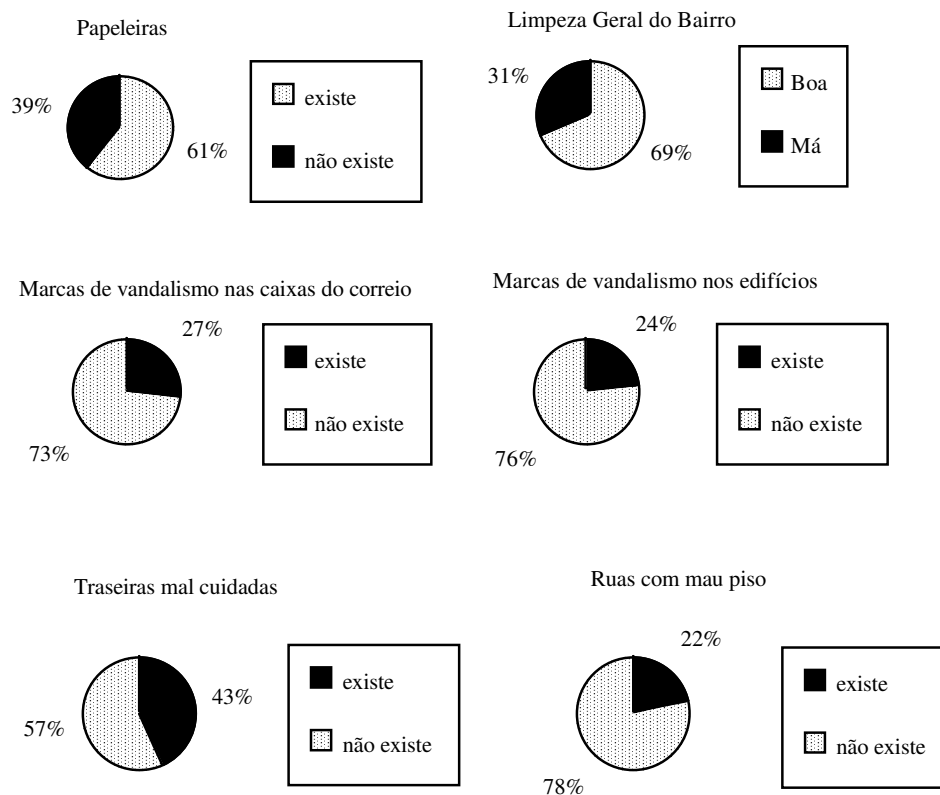 Papeleiras
39%
61%
existe
não existe
Limpeza Geral do Bairro
31%
69%
Boa
Má
Marcas de vandalismo nas caixas do correio
27%
73%
existe
não existe
Marcas de vandalismo nos edifícios
24%
76%
existe
não existe
Traseiras mal cuidadas
43%
57%
existe
não existe
Ruas com mau piso
22%
78%
existe
não existe